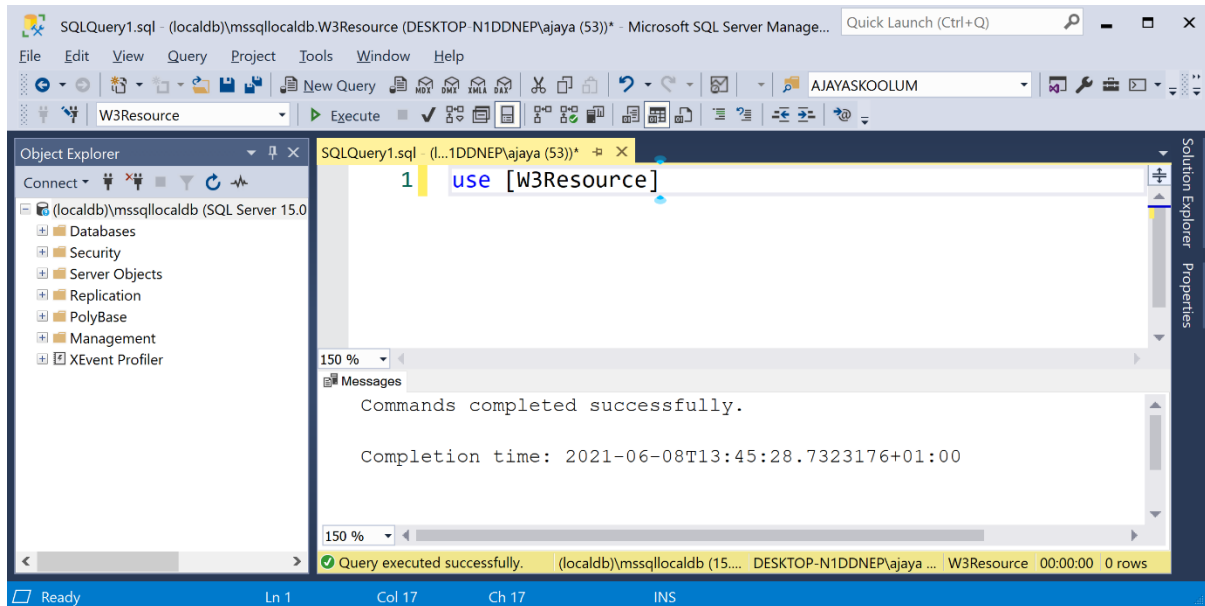 SQLQuery1.sql - (localdb)\mssqllocaldb.W3Resource (DESKTOP-N1DDNEP\ajaya (53))* - Microsoft SQL Server Manage...
Quick Launch (Ctrl+Q)
File Edit View Query Project Tools Window Help
New Query MDX DMX XMLA DAX AJAYASKOOLUM
W3Resource Execute
Object Explorer
SQLQuery1.sql - (l...1DDNEP\ajaya (53))*
Connect
1 use [W3Resource]
(localdb)\mssqllocaldb (SQL Server 15.0
Databases
Security
Server Objects
Replication
PolyBase
Management
XEvent Profiler
150 %
Messages
Commands completed successfully.
Completion time: 2021-06-08T13:45:28.7323176+01:00
150 %
Query executed successfully. (localdb)\mssqllocaldb (15.... DESKTOP-N1DDNEP\ajaya ... W3Resource 00:00:00 0 rows
Solution Explorer
Properties
Ready Ln 1 Col 17 Ch 17 INS